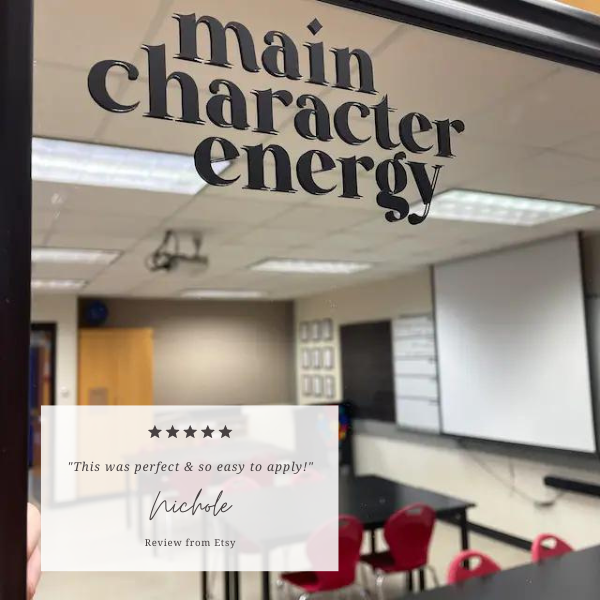 main
character
energy
★★★★★
"This was perfect & so easy to apply!"
Nichole
Review from Etsy